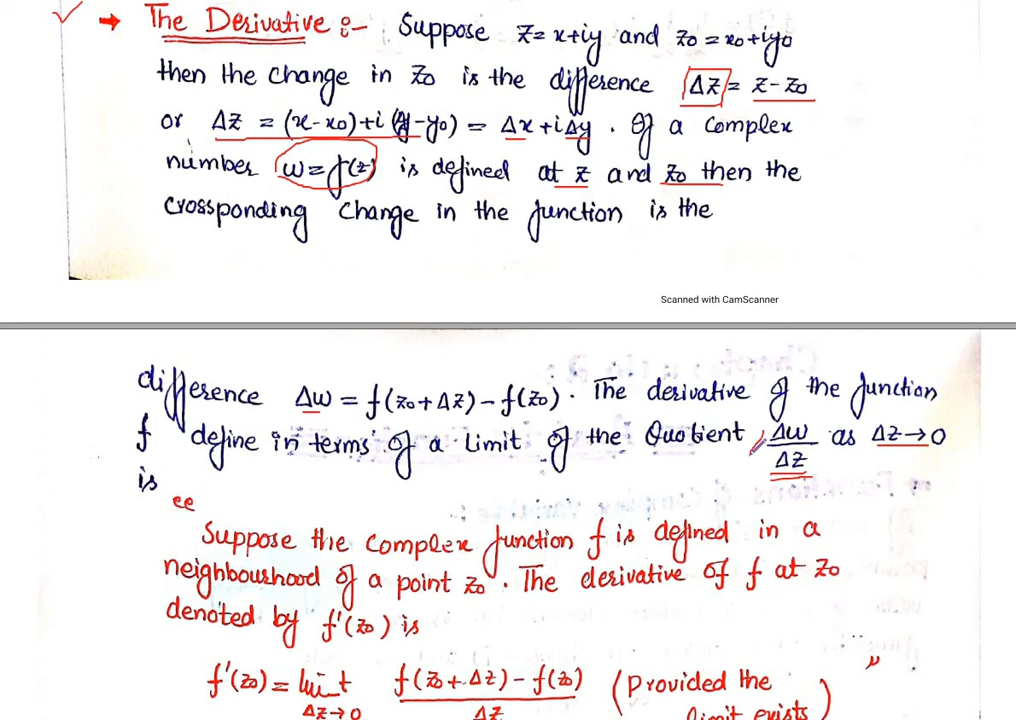 → The Derivative :- Suppose z = x+iy and z0 = x0+iy0
then the change in z0 is the difference Δz = z-z0
or Δz = (x-x0)+i(y-y0) = Δx+iΔy. If a complex
number w=f(z) is defined at z and z0 then the
crossponding change in the function is the
Scanned with CamScanner
difference Δw = f(z0+Δz)-f(z0). The derivative of the function
f define in terms of a limit of the Quotient Δw/Δz as Δz→0
is
"
Suppose the complex function f is defined in a
neighbourhood of a point z0. The derivative of f at z0
denoted by f'(z0) is
"
f'(z0) = limit Δz→0 f(z0+Δz)-f(z0)/Δz (Provided the
limit exists)